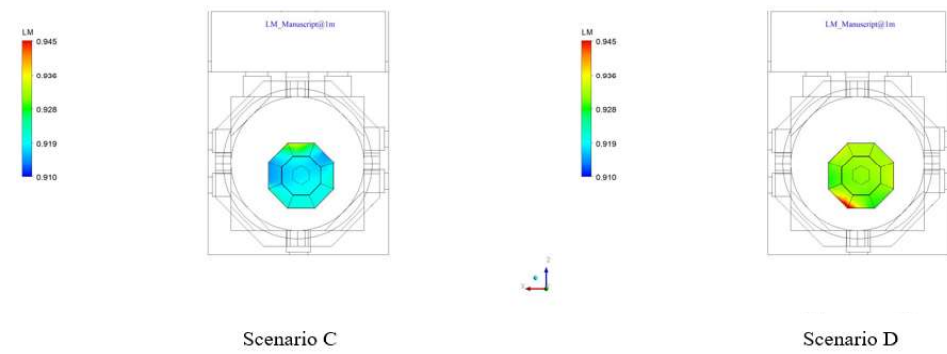 LM_Manuscript@1m
LM
0.945
0.936
0.928
0.919
0.910
LM_Manuscript@1m
LM
0.945
0.936
0.928
0.919
0.910
Z
X
Scenario C
Scenario D